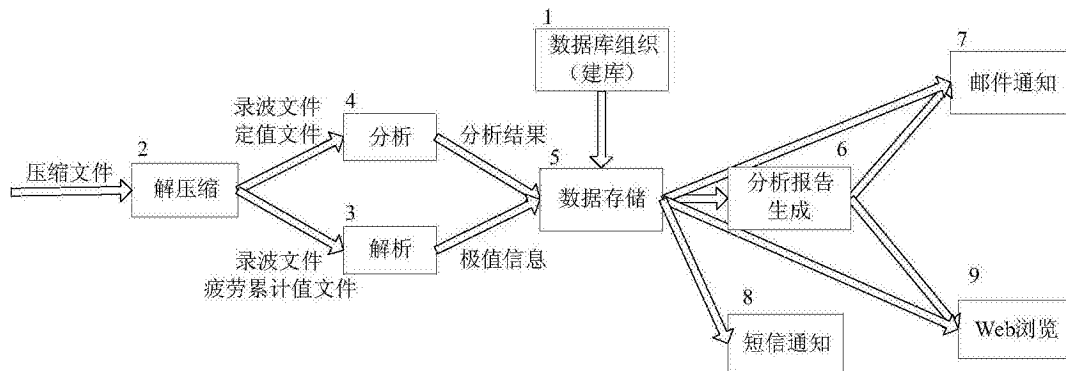 1
数据库组织
（建库）
7
邮件通知
录波文件
定值文件
4
分析
分析结果
压缩文件
2
解压缩
5
数据存储
6
分析报告
生成
录波文件
疲劳累计值文件
3
解析
极值信息
8
短信通知
9
Web浏览